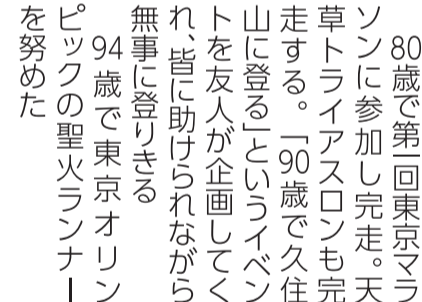 80歳で第一回東京マラ
ソンに参加し完走。天
草トライアスロンも完
走する。「90歳で久住
山に登る」というイベン
トを友人が企画してく
れ、皆に助けられながら
無事に登りきる
94歳で東京オリン
ピックの聖火ランナー
を努めた